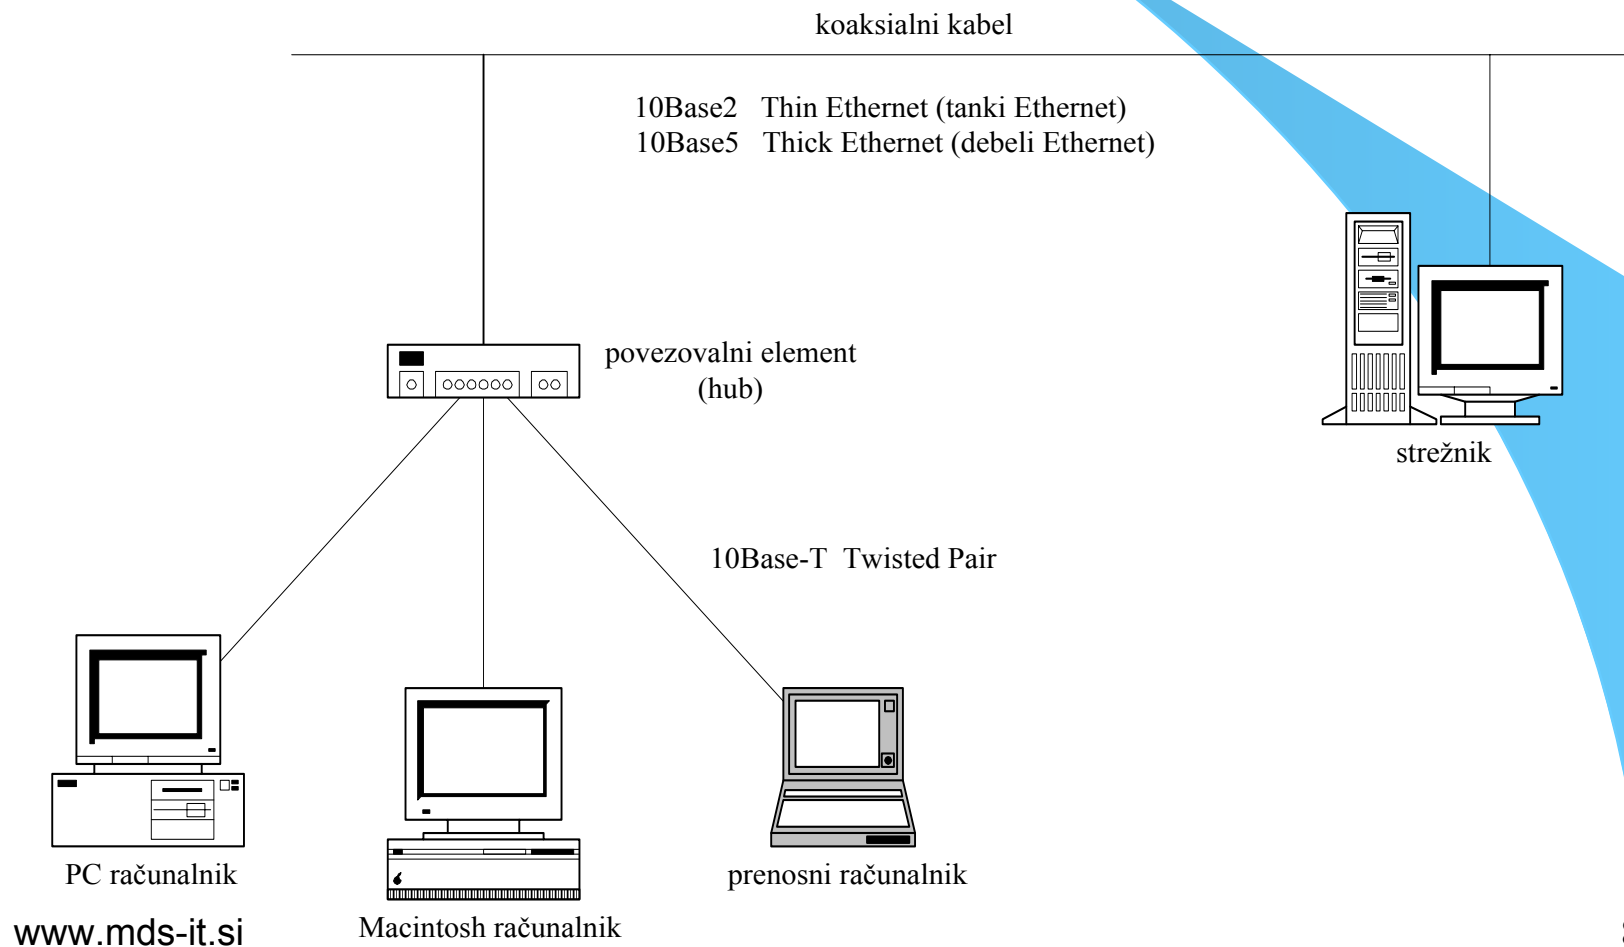 koaksialni kabel
10Base2 Thin Ethernet (tanki Ethernet)
10Base5 Thick Ethernet (debeli Ethernet)
povezovalni element
(hub)
strežnik
10Base-T Twisted Pair
PC računalnik
prenosni računalnik
Macintosh računalnik
www.mds-it.si